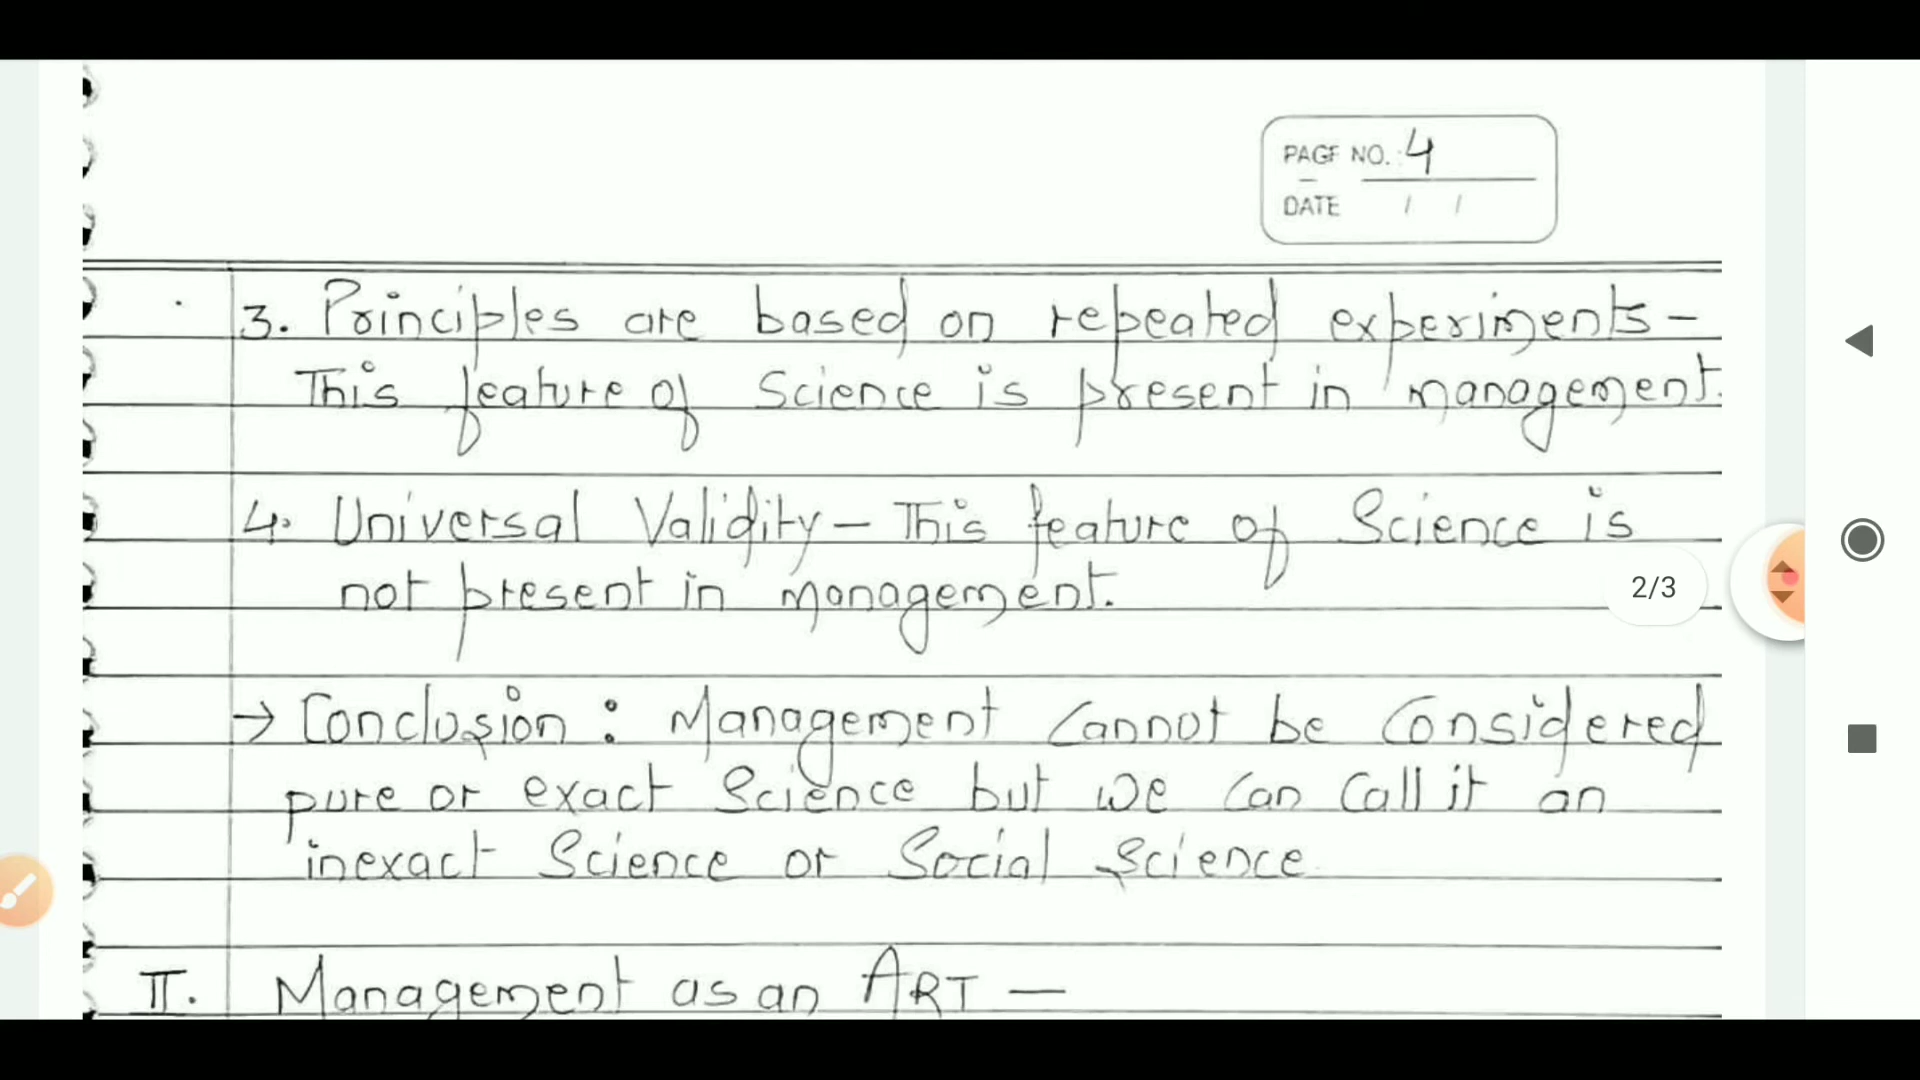 PAGE NO. 4
DATE / /
3. Principles are based on repeated experiments -
This feature of Science is present in management.
4. Universal Validity - This feature of Science is
not present in management.
2/3
→ Conclusion : Management Cannot be Considered
pure or exact Science but we Can Call it an
inexact Science or Social Science.
II. Management as an ART -